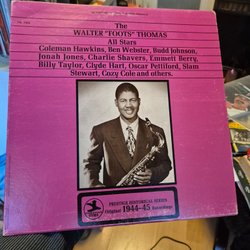 The
WALTER "FOOTS" THOMAS
All Stars
Coleman Hawkins, Ben Webster, Budd Johnson,
Jonah Jones, Charlie Shavers, Emmett Berry,
Billy Taylor, Clyde Hart, Oscar Pettiford, Slam
Stewart, Cozy Cole and others.
PRESTIGE HISTORICAL SERIES
Original 1944-45 Recordings